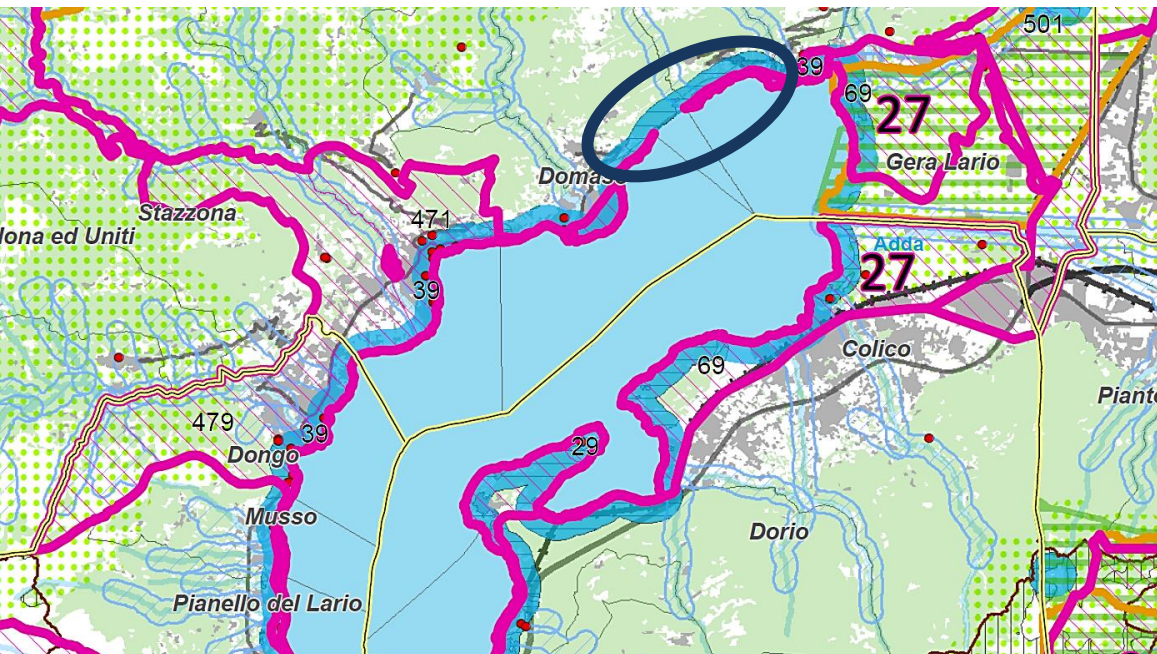 501
39
69
27
Gera Lario
Domaso
Stazzona
471
lona ed Uniti
Adda
27
39
Colico
69
Piant
479
39
Dongo
29
Musso
Dorio
Pianello del Lario